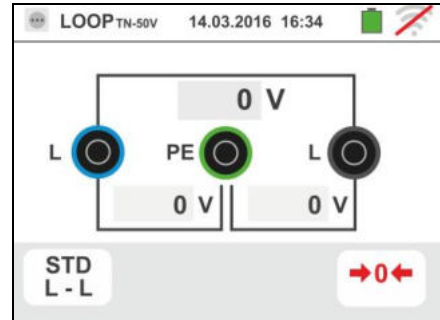 LOOP TN-50V 14.03.2016 16:34
0 V
L PE L
0 V 0 V
STD
L - L
→0←